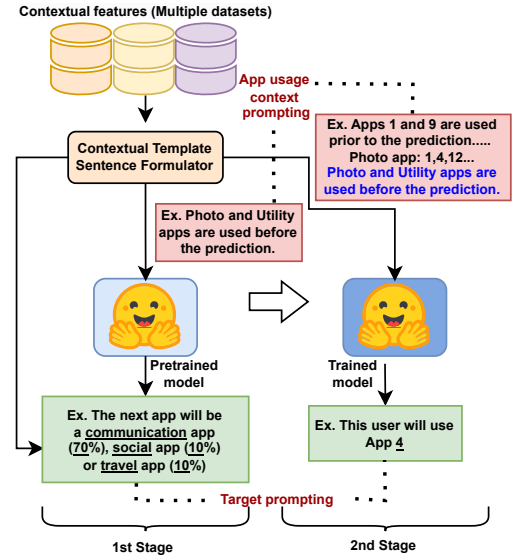 Contextual features (Multiple datasets)
App usage
context
prompting
Contextual Template
Sentence Formulator
Ex. Apps 1 and 9 are used
prior to the prediction.....
Photo app: 1,4,12...
Photo and Utility apps are
used before the prediction.
Ex. Photo and Utility
apps are used before
the prediction.
Pretrained
model
Trained
model
Ex. The next app will be
a communication app
(70%), social app (10%)
or travel app (10%)
Ex. This user will use
App 4
Target prompting
1st Stage
2nd Stage